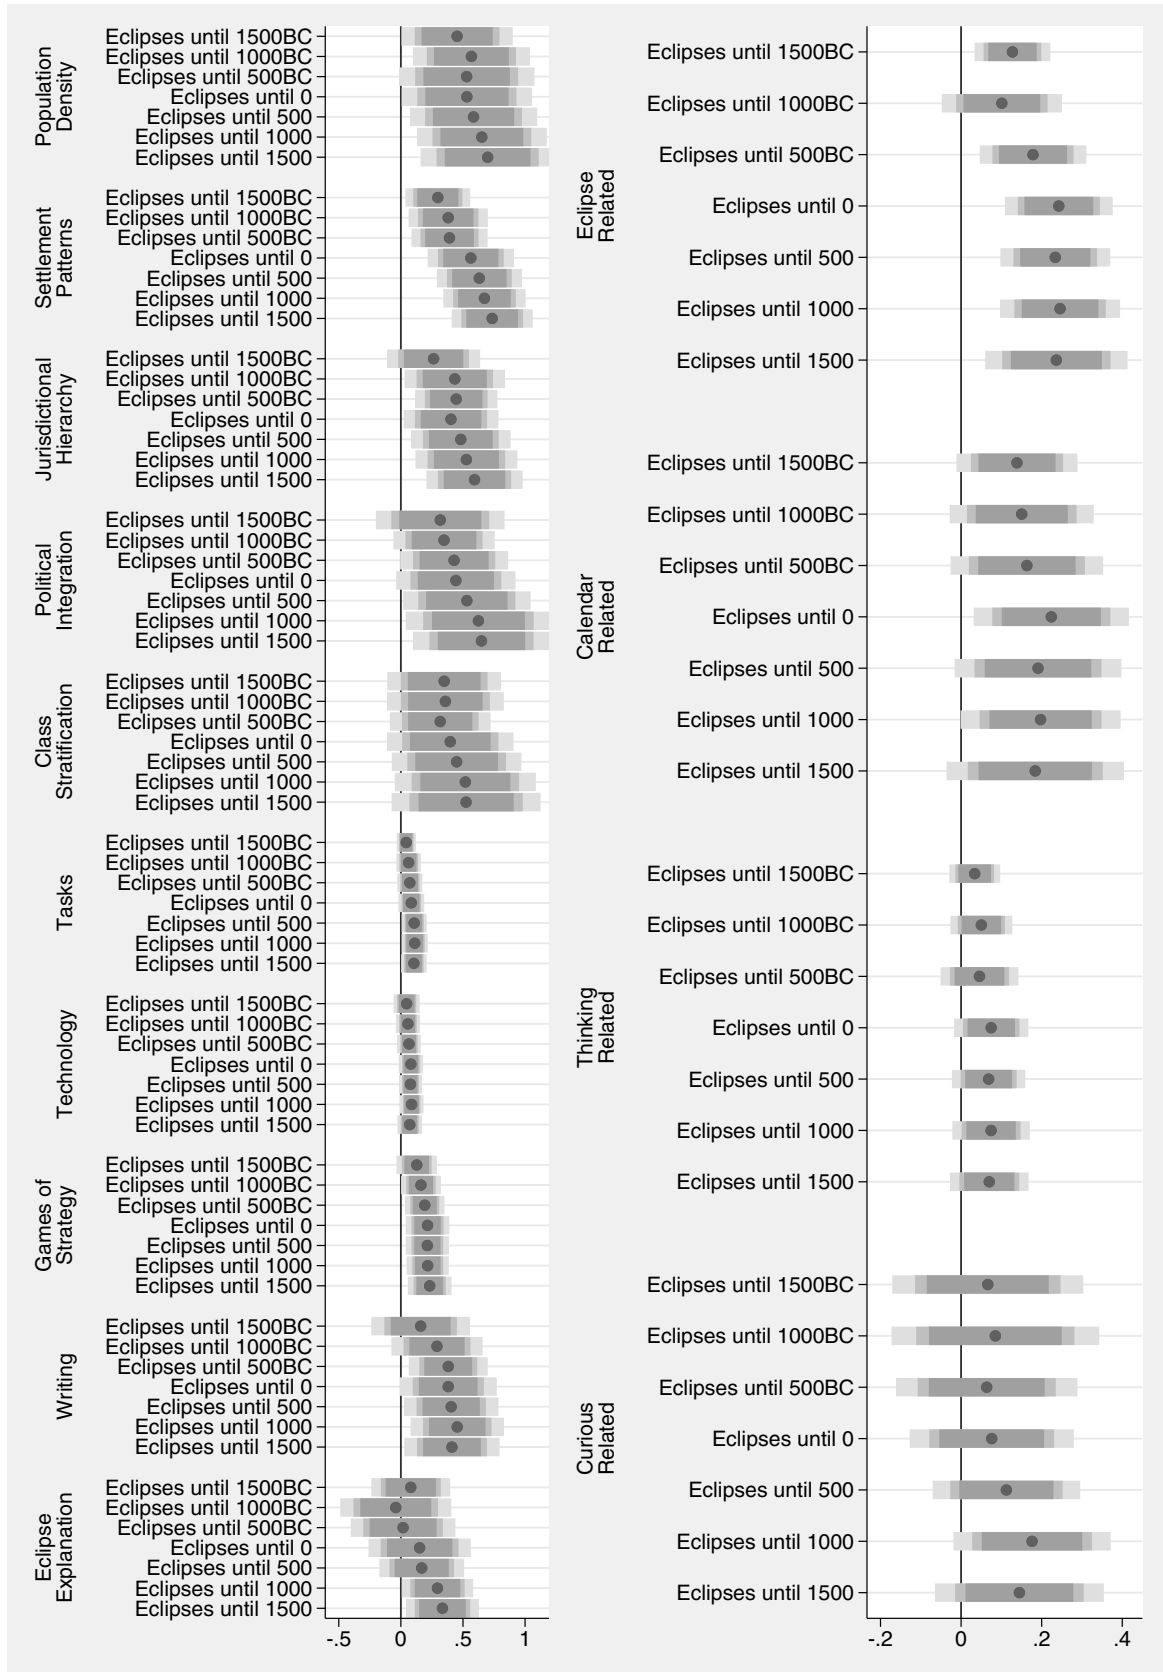 Population
Density
Eclipses until 1500BC
Eclipses until 1000BC
Eclipses until 500BC
Eclipses until 0
Eclipses until 500
Eclipses until 1000
Eclipses until 1500
Settlement
Patterns
Eclipses until 1500BC
Eclipses until 1000BC
Eclipses until 500BC
Eclipses until 0
Eclipses until 500
Eclipses until 1000
Eclipses until 1500
Jurisdictional
Hierarchy
Eclipses until 1500BC
Eclipses until 1000BC
Eclipses until 500BC
Eclipses until 0
Eclipses until 500
Eclipses until 1000
Eclipses until 1500
Political
Integration
Eclipses until 1500BC
Eclipses until 1000BC
Eclipses until 500BC
Eclipses until 0
Eclipses until 500
Eclipses until 1000
Eclipses until 1500
Class
Stratification
Eclipses until 1500BC
Eclipses until 1000BC
Eclipses until 500BC
Eclipses until 0
Eclipses until 500
Eclipses until 1000
Eclipses until 1500
Tasks
Eclipses until 1500BC
Eclipses until 1000BC
Eclipses until 500BC
Eclipses until 0
Eclipses until 500
Eclipses until 1000
Eclipses until 1500
Technology
Eclipses until 1500BC
Eclipses until 1000BC
Eclipses until 500BC
Eclipses until 0
Eclipses until 500
Eclipses until 1000
Eclipses until 1500
Games of
Strategy
Eclipses until 1500BC
Eclipses until 1000BC
Eclipses until 500BC
Eclipses until 0
Eclipses until 500
Eclipses until 1000
Eclipses until 1500
Writing
Eclipses until 1500BC
Eclipses until 1000BC
Eclipses until 500BC
Eclipses until 0
Eclipses until 500
Eclipses until 1000
Eclipses until 1500
Eclipse
Explanation
Eclipses until 1500BC
Eclipses until 1000BC
Eclipses until 500BC
Eclipses until 0
Eclipses until 500
Eclipses until 1000
Eclipses until 1500
-.5 0 .5 1
Eclipse
Related
Eclipses until 1500BC
Eclipses until 1000BC
Eclipses until 500BC
Eclipses until 0
Eclipses until 500
Eclipses until 1000
Eclipses until 1500
Calendar
Related
Eclipses until 1500BC
Eclipses until 1000BC
Eclipses until 500BC
Eclipses until 0
Eclipses until 500
Eclipses until 1000
Eclipses until 1500
Thinking
Related
Eclipses until 1500BC
Eclipses until 1000BC
Eclipses until 500BC
Eclipses until 0
Eclipses until 500
Eclipses until 1000
Eclipses until 1500
Curious
Related
Eclipses until 1500BC
Eclipses until 1000BC
Eclipses until 500BC
Eclipses until 0
Eclipses until 500
Eclipses until 1000
Eclipses until 1500
-.2 0 .2 .4